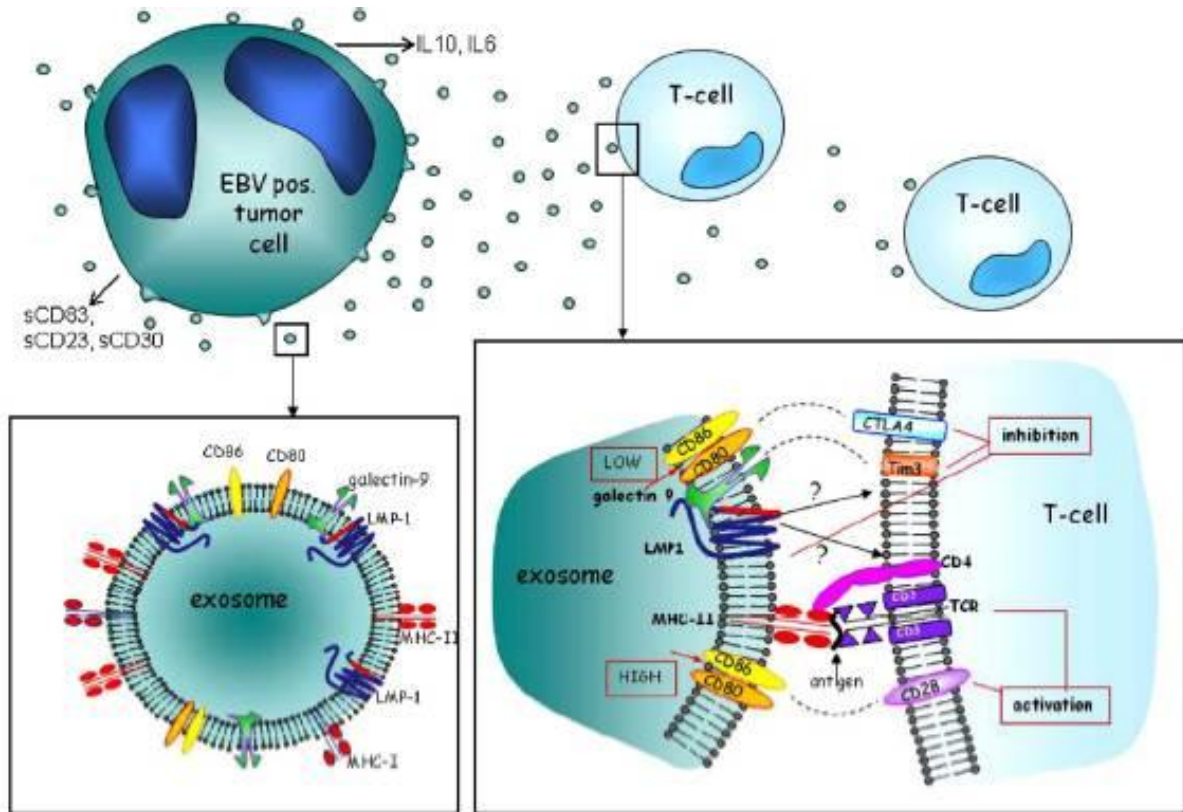 IL10, IL6
T-cell
EBV pos.
tumor
cell
T-cell
sCD83,
sCD23, sCD30
CD86
CD80
galectin-9
LMP-1
exosome
MHC-II
LMP-1
MHC-I
CD86
CD80
LOW
galectin 9
LMP1
exosome
MHC-II
CD86
CD80
HIGH
antigen
?
?
CTLA4
Tim3
inhibition
T-cell
CD4
CD3
TCR
CD3
CD28
activation